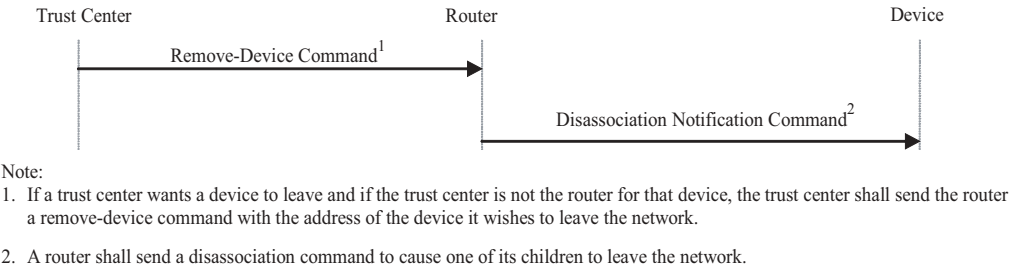 Trust Center Router Device
Remove-Device Command1
Disassociation Notification Command2
Note:
1. If a trust center wants a device to leave and if the trust center is not the router for that device, the trust center shall send the router
a remove-device command with the address of the device it wishes to leave the network.
2. A router shall send a disassociation command to cause one of its children to leave the network.